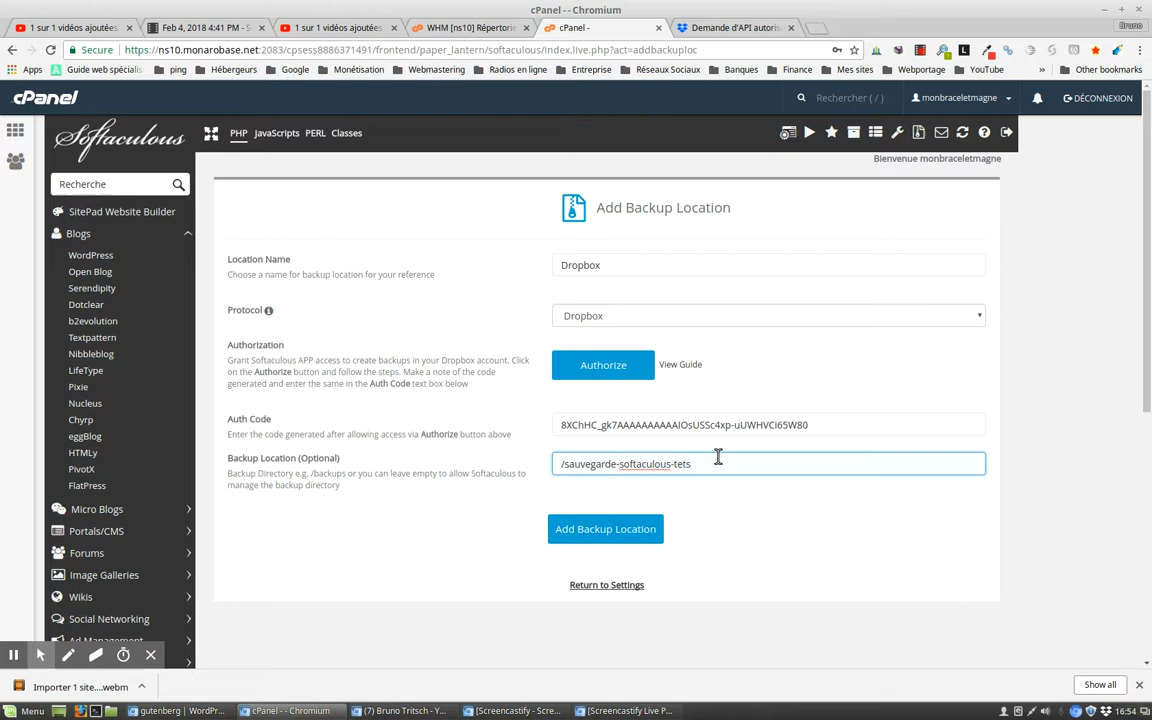 cPanel - - Chromium
1 sur 1 vidéos ajoutées
Feb 4, 2018 4:41 PM - S
1 sur 1 vidéos ajoutées
WHM [ns10] Répertoire
cPanel -
Demande d'API autoris
Bruno
Secure
https://ns10.monarobase.net:2083/cpsess8886371491/frontend/paper_lantern/softaculous/index.live.php?act=addbackuploc
Apps
Guide web spécialis
ping
Hébergeurs
Google
Monétisation
Webmastering
Radios en ligne
Entreprise
Réseaux Sociaux
Banques
Finance
Mes sites
Webportage
YouTube
»
Other bookmarks
cPanel
Rechercher ( / )
monbraceletmagne
DÉCONNEXION
Softaculous
PHP
JavaScripts
PERL
Classes
Bienvenue monbraceletmagne
Recherche
SitePad Website Builder
Blogs
WordPress
Open Blog
Serendipity
Dotclear
b2evolution
Textpattern
Nibbleblog
LifeType
Pixie
Nucleus
Chyrp
eggBlog
HTMLy
PivotX
FlatPress
Micro Blogs
Portals/CMS
Forums
Image Galleries
Wikis
Social Networking
Ad Management
Add Backup Location
Location Name
Choose a name for backup location for your reference
Dropbox
Protocol
Dropbox
Authorization
Grant Softaculous APP access to create backups in your Dropbox account. Click
on the Authorize button and follow the steps. Make a note of the code
generated and enter the same in the Auth Code text box below
Authorize
View Guide
Auth Code
Enter the code generated after allowing access via Authorize button above
8XChHC_gk7AAAAAAAAAAIOsUSSc4xp-uUWHVCi65W80
Backup Location (Optional)
Backup Directory e.g. /backups or you can leave empty to allow Softaculous to
manage the backup directory
/sauvegarde-softaculous-tets
Add Backup Location
Return to Settings
Importer 1 site....webm
Show all
Menu
gutenberg | WordPr...
cPanel - - Chromium
(7) Bruno Tritsch - Y...
[Screencastify - Scre...
[Screencastify Live P...
16:54